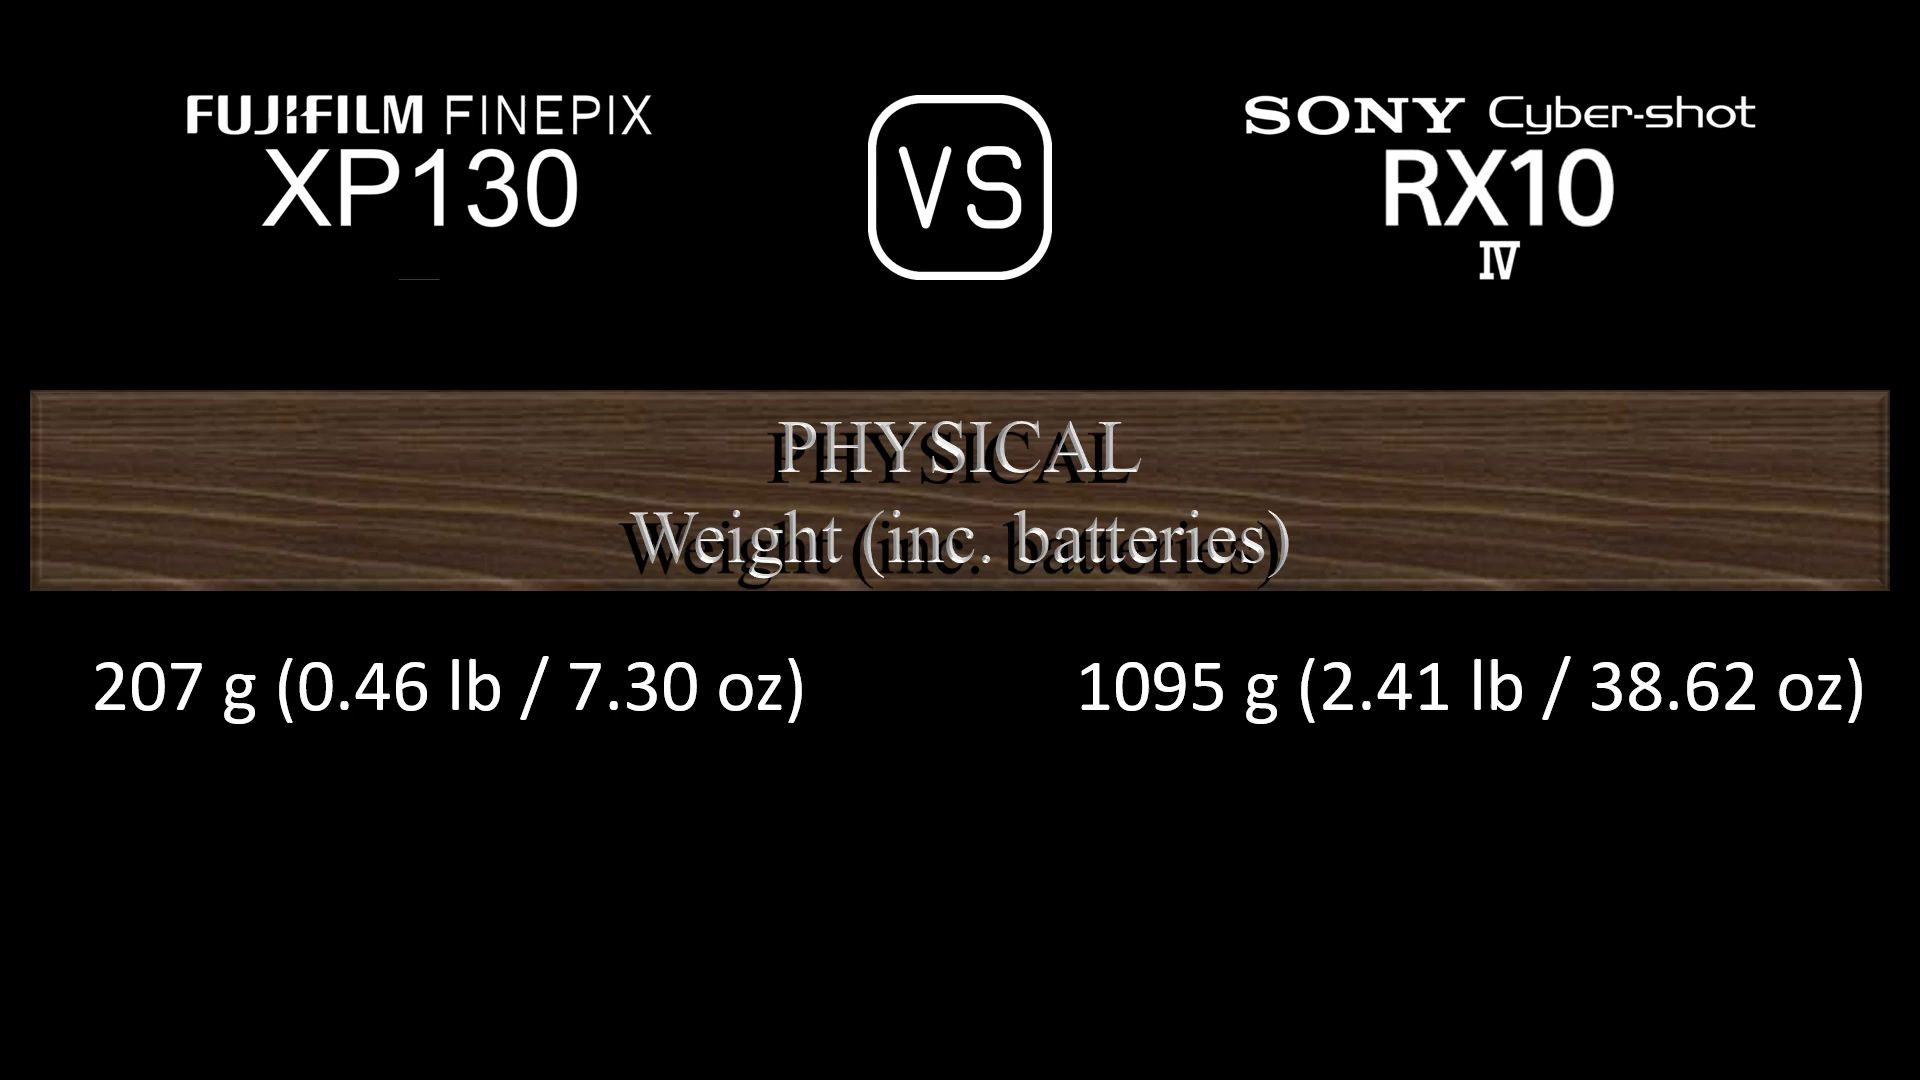 FUJIFILM FINEPIX
XP130
VS
SONY Cyber-shot
RX10
IV
PHYSICAL
Weight (inc. batteries)
207 g (0.46 lb / 7.30 oz)
1095 g (2.41 lb / 38.62 oz)